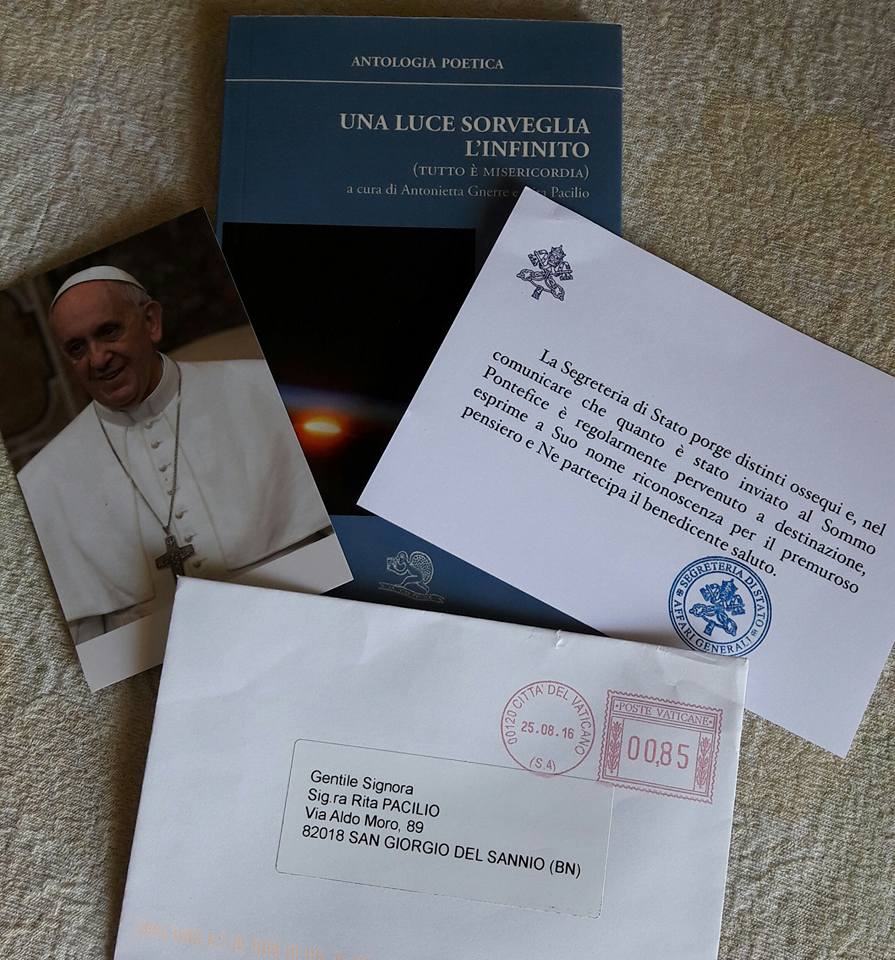 ANTOLOGIA POETICA
UNA LUCE SORVEGLIA
L'INFINITO
(TUTTO È MISERICORDIA)
a cura di Antonietta Gnerre e Rita Pacilio
La Segreteria di Stato porge distinti ossequi e, nel
comunicare che quanto è stato inviato al Sommo
Pontefice è regolarmente pervenuto a destinazione,
esprime a Suo nome riconoscenza per il premuroso
pensiero e Ne partecipa il benedicente saluto.
SEGRETERIA DI STATO
AFFARI GENERALI
00120 CITTA' DEL VATICANO
25.08.16
(S.4)
POSTE VATICANE
00,85
Gentile Signora
Sig.ra Rita PACILIO
Via Aldo Moro, 89
82018 SAN GIORGIO DEL SANNIO (BN)